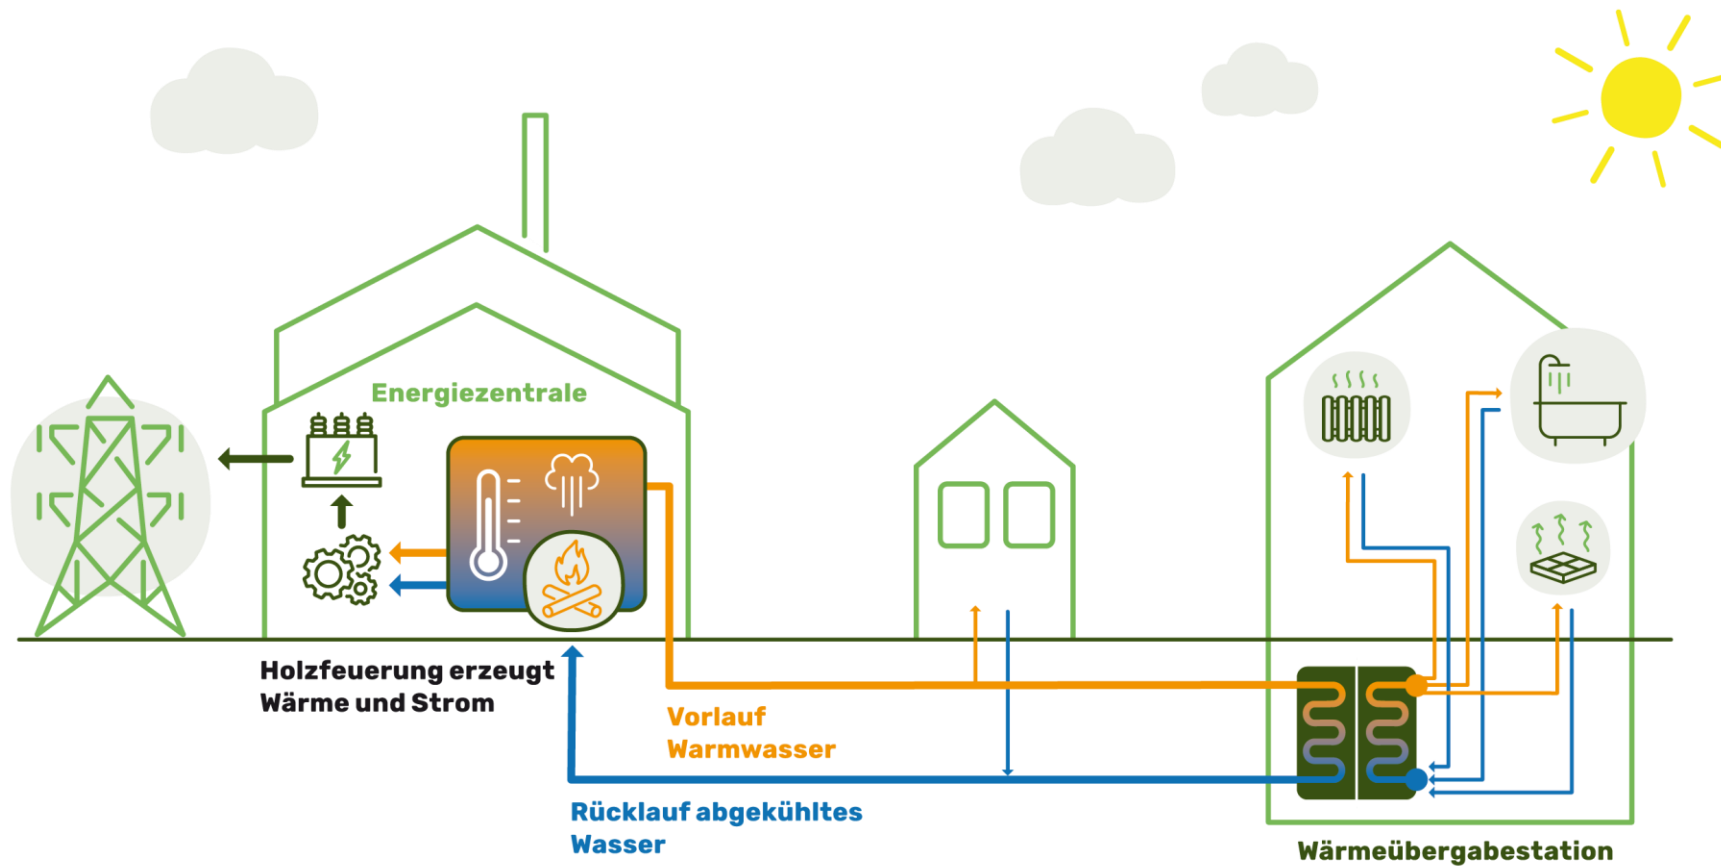 Energiezentrale
Holzfeuerung erzeugt
Wärme und Strom
Vorlauf
Warmwasser
Rücklauf abgekühltes
Wasser
Wärmeübergabestation